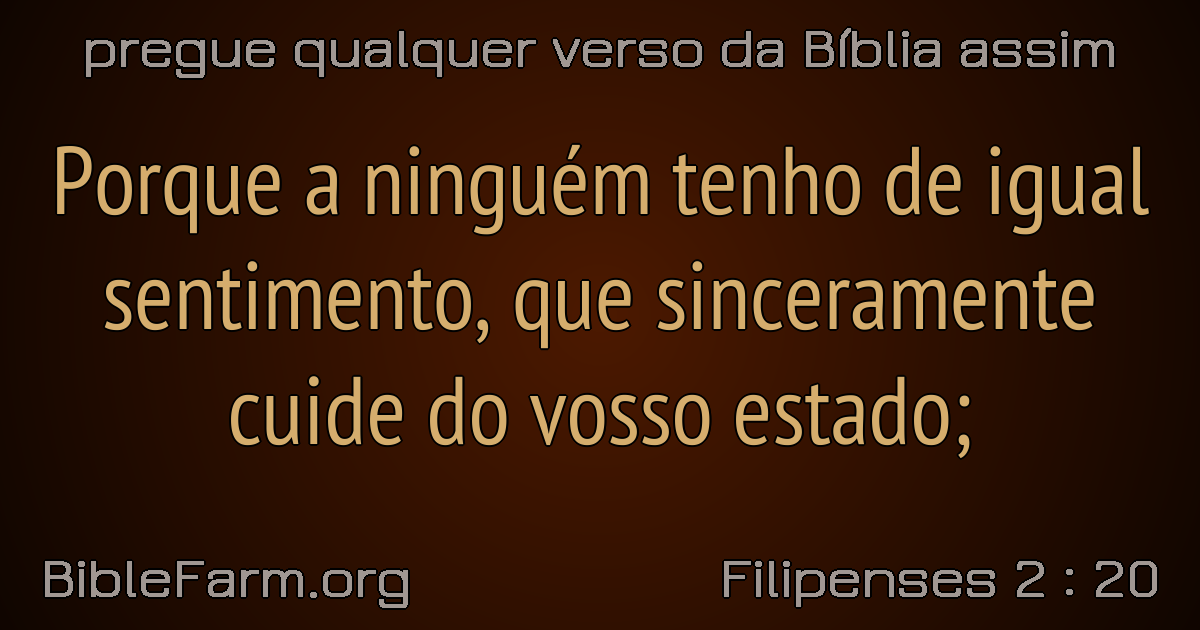 pregue qualquer verso da Bíblia assim
Porque a ninguém tenho de igual
sentimento, que sinceramente
cuide do vosso estado;
BibleFarm.org
Filipenses 2 : 20